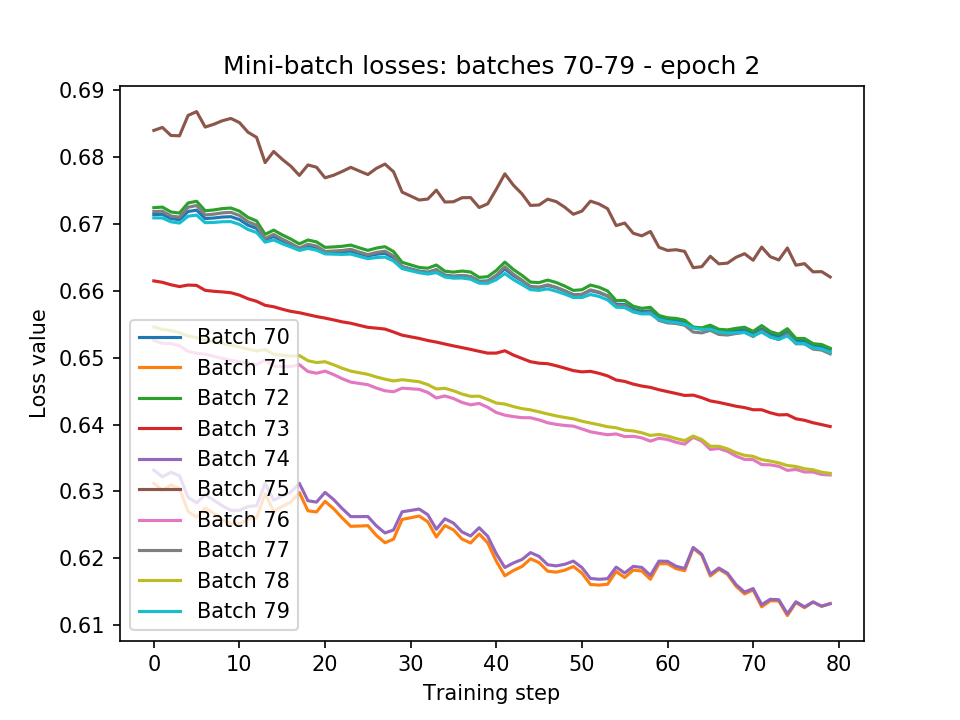 Mini-batch losses: batches 70-79 - epoch 2
Loss value
0.69
0.68
0.67
0.66
0.65
0.64
0.63
0.62
0.61
Batch 70
Batch 71
Batch 72
Batch 73
Batch 74
Batch 75
Batch 76
Batch 77
Batch 78
Batch 79
0 10 20 30 40 50 60 70 80
Training step